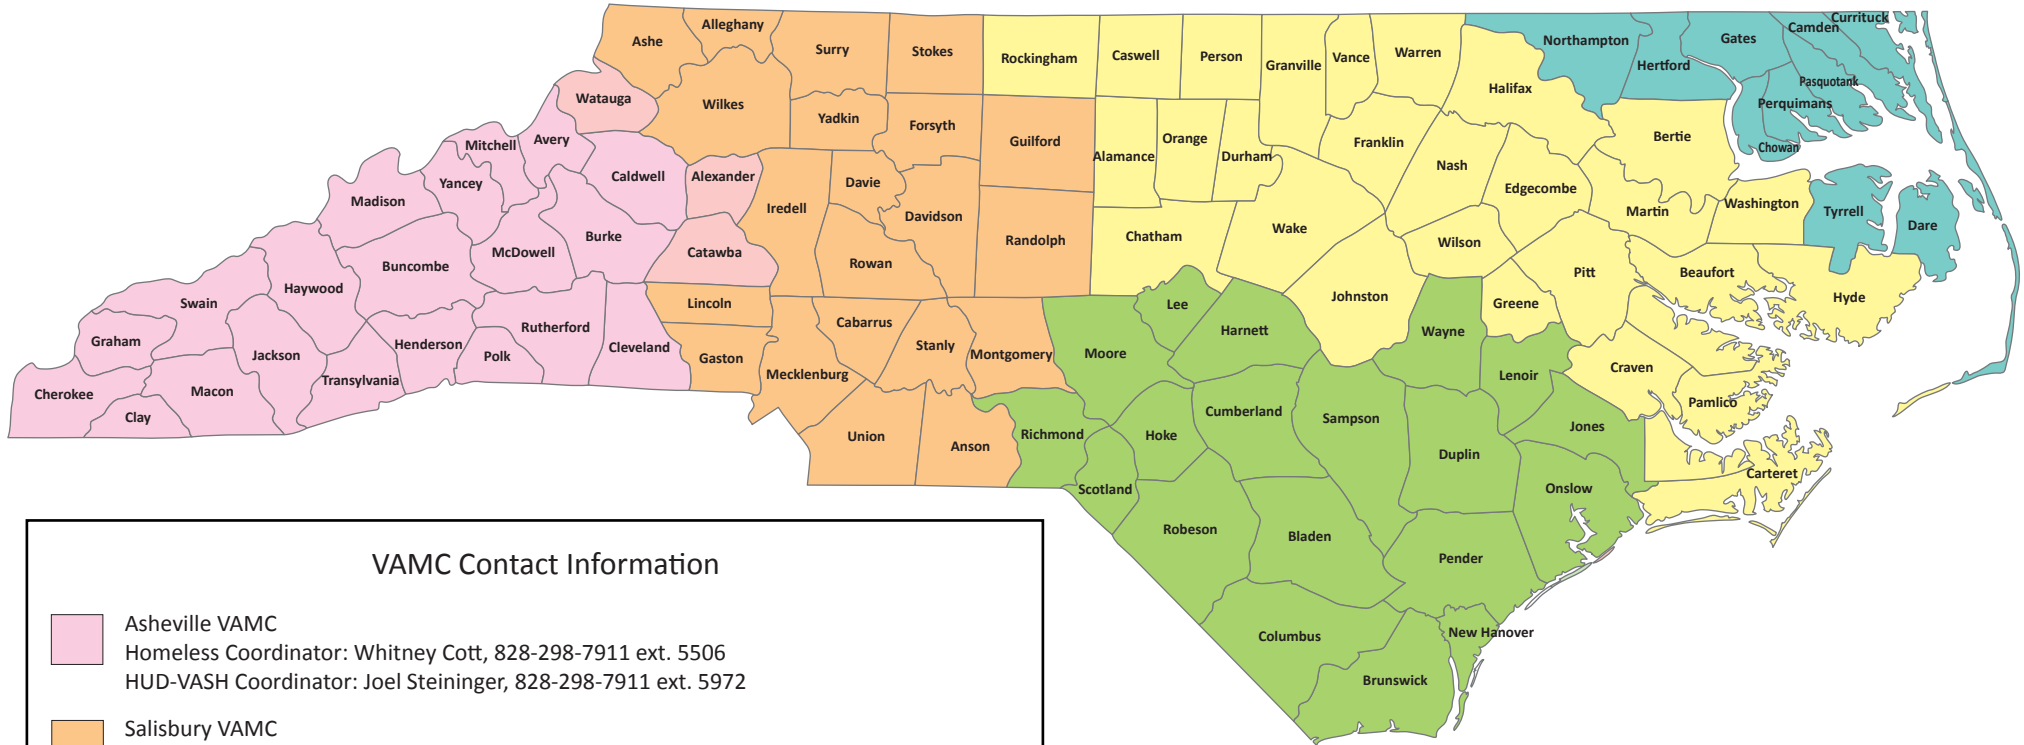 Ashe
Alleghany
Surry
Stokes
Rockingham
Caswell
Person
Granville
Vance
Warren
Northampton
Hertford
Gates
Camden
Currituck
Pasquotank
Perquimans
Chowan
Halifax
Bertie
Watauga
Wilkes
Yadkin
Forsyth
Guilford
Alamance
Orange
Durham
Franklin
Nash
Edgecombe
Martin
Washington
Tyrrell
Dare
Mitchell
Avery
Yancey
Caldwell
Alexander
Iredell
Davie
Davidson
Randolph
Chatham
Wake
Wilson
Pitt
Beaufort
Hyde
Madison
Buncombe
McDowell
Burke
Catawba
Rowan
Johnston
Greene
Swain
Haywood
Graham
Jackson
Henderson
Rutherford
Polk
Cleveland
Lincoln
Gaston
Cabarrus
Mecklenburg
Stanly
Montgomery
Moore
Lee
Harnett
Wayne
Lenoir
Craven
Pamlico
Cherokee
Clay
Macon
Transylvania
Union
Anson
Richmond
Scotland
Hoke
Cumberland
Sampson
Duplin
Jones
Onslow
Carteret
Robeson
Bladen
Pender
Columbus
Brunswick
New Hanover
VAMC Contact Information
Asheville VAMC
Homeless Coordinator: Whitney Cott, 828-298-7911 ext. 5506
HUD-VASH Coordinator: Joel Steininger, 828-298-7911 ext. 5972
Salisbury VAMC